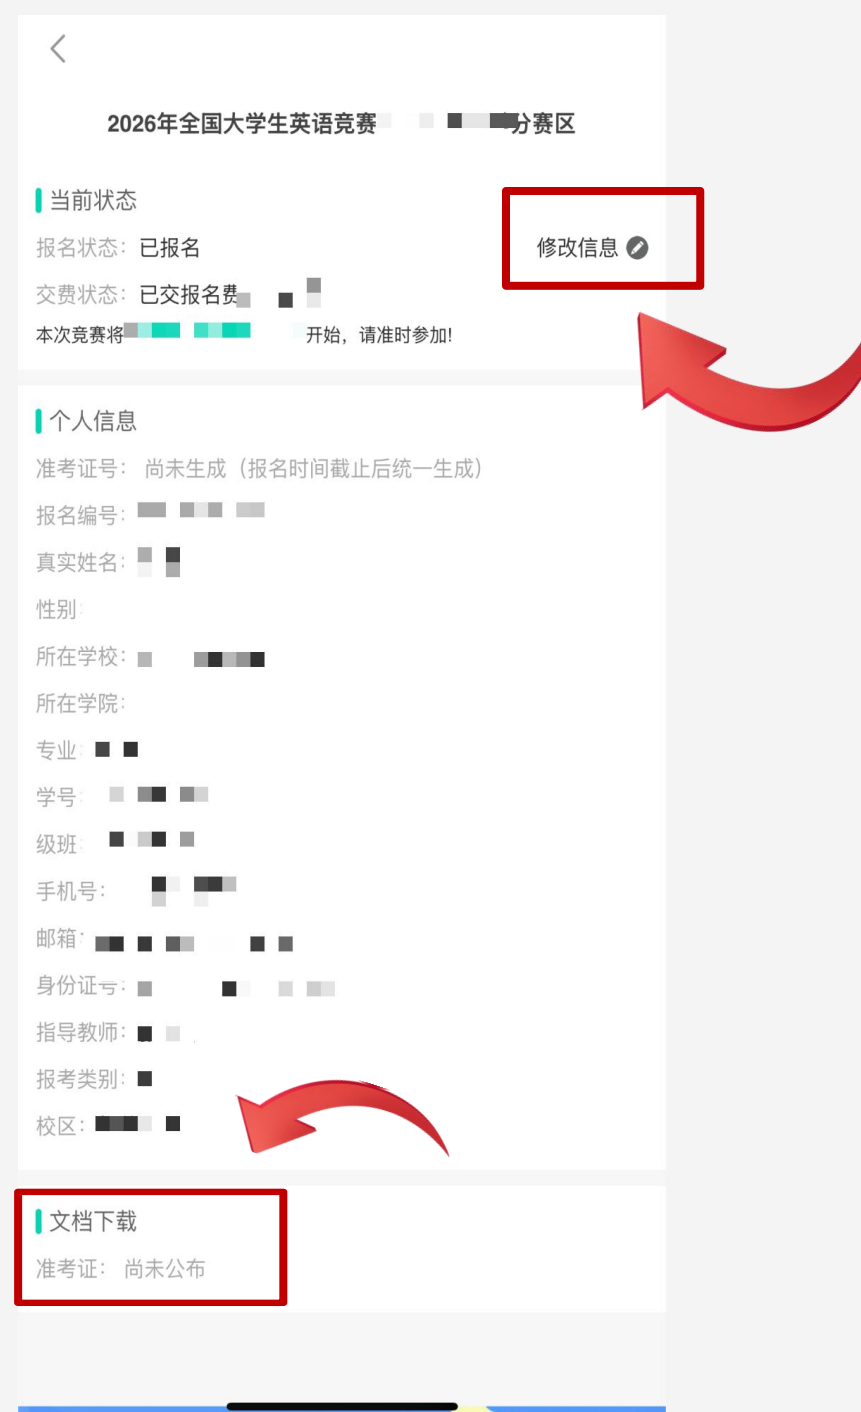 2026年全国大学生英语竞赛 分赛区
当前状态
报名状态：已报名
修改信息
交费状态：已交报名费
本次竞赛将 开始，请准时参加!
个人信息
准考证号： 尚未生成（报名时间截止后统一生成）
报名编号：
真实姓名：
性别：
所在学校：
所在学院：
专业：
学号：
级班：
手机号：
邮箱：
身份证号：
指导教师：
报考类别：
校区：
文档下载
准考证： 尚未公布